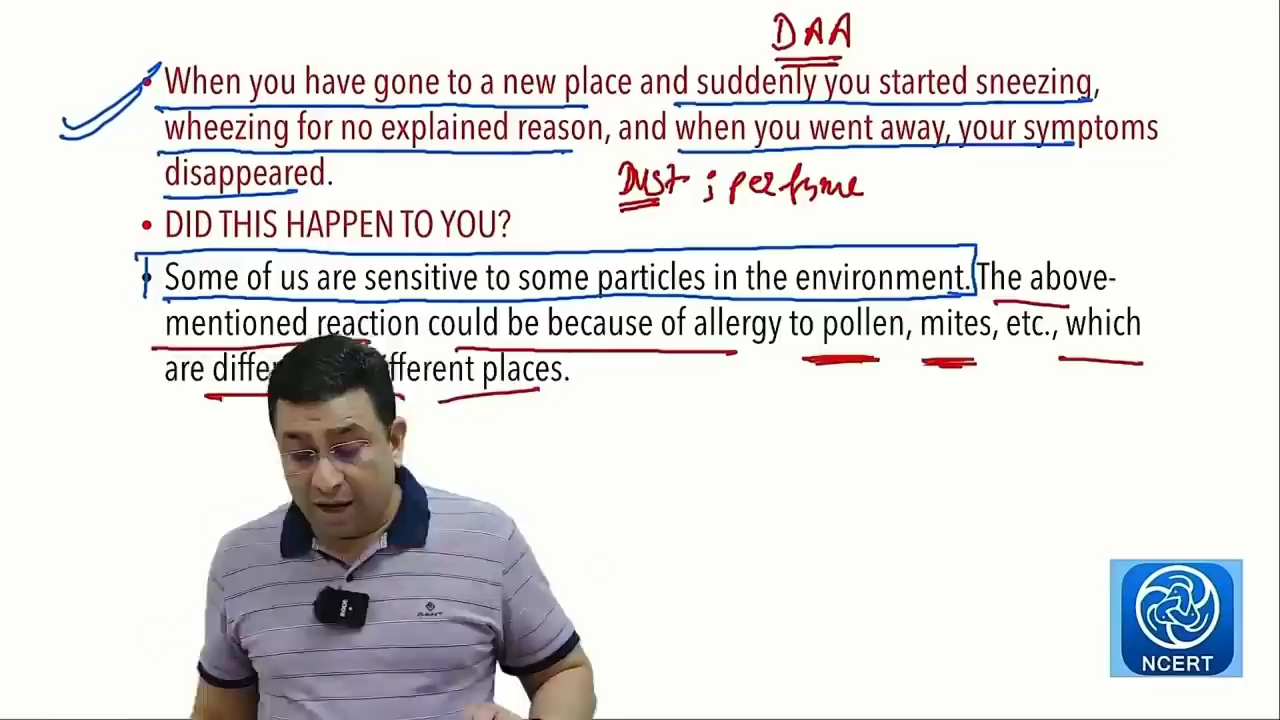 DAA
• When you have gone to a new place and suddenly you started sneezing,
wheezing for no explained reason, and when you went away, your symptoms
disappeared.
Dust ; perfume
• DID THIS HAPPEN TO YOU?
• Some of us are sensitive to some particles in the environment. The above-
mentioned reaction could be because of allergy to pollen, mites, etc., which
are places.
GANT
NCERT